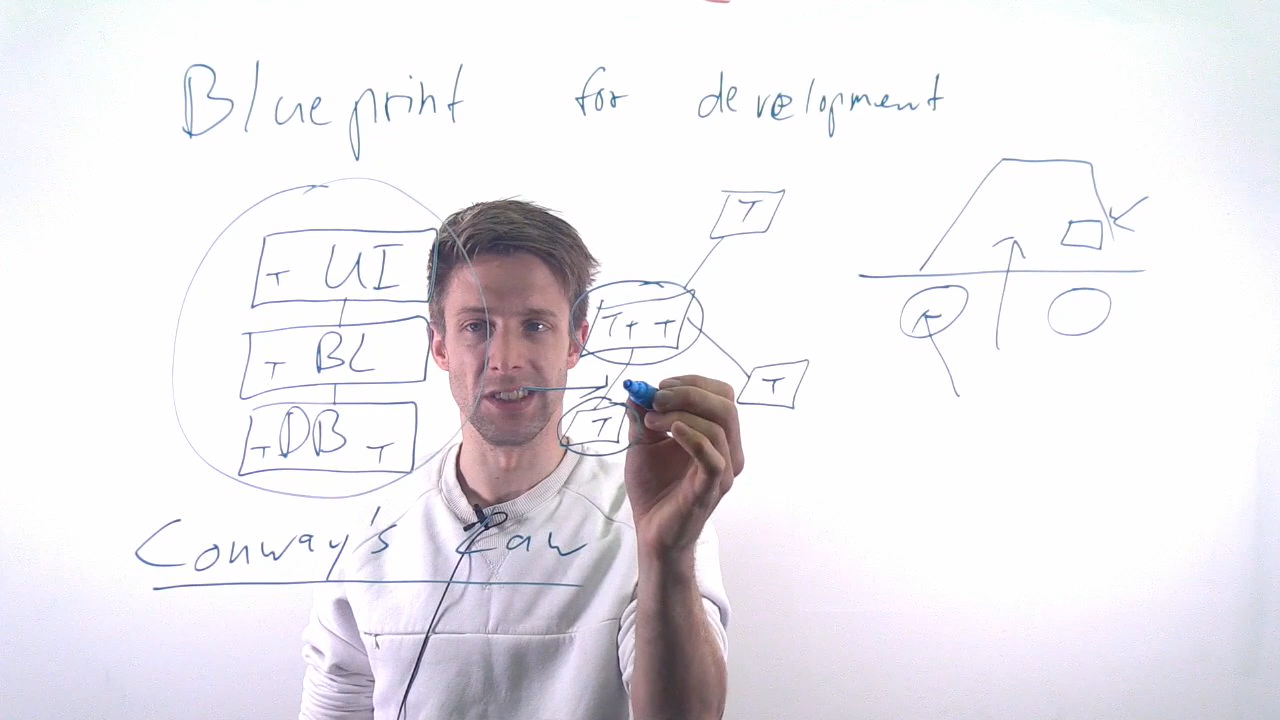 Blueprint for development
T
T UI
T + T
T BL
T
T DB T
T
Conway's Law